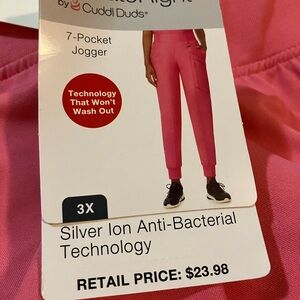 by Cuddl Duds®
7-Pocket
Jogger
Technology
That Won't
Wash Out
3X
Silver Ion Anti-Bacterial
Technology
RETAIL PRICE: $23.98